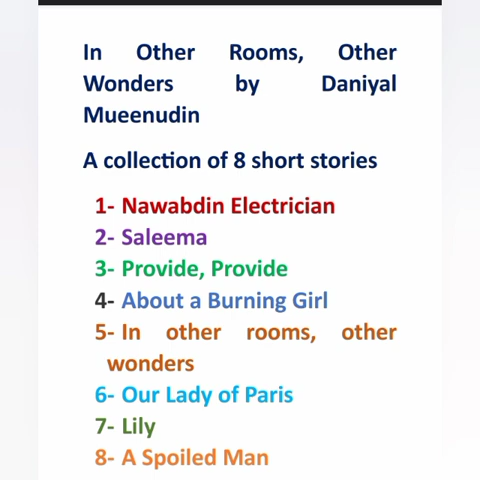 In Other Rooms, Other
Wonders by Daniyal
Mueenudin
A collection of 8 short stories
1- Nawabdin Electrician
2- Saleema
3- Provide, Provide
4- About a Burning Girl
5- In other rooms, other
wonders
6- Our Lady of Paris
7- Lily
8- A Spoiled Man